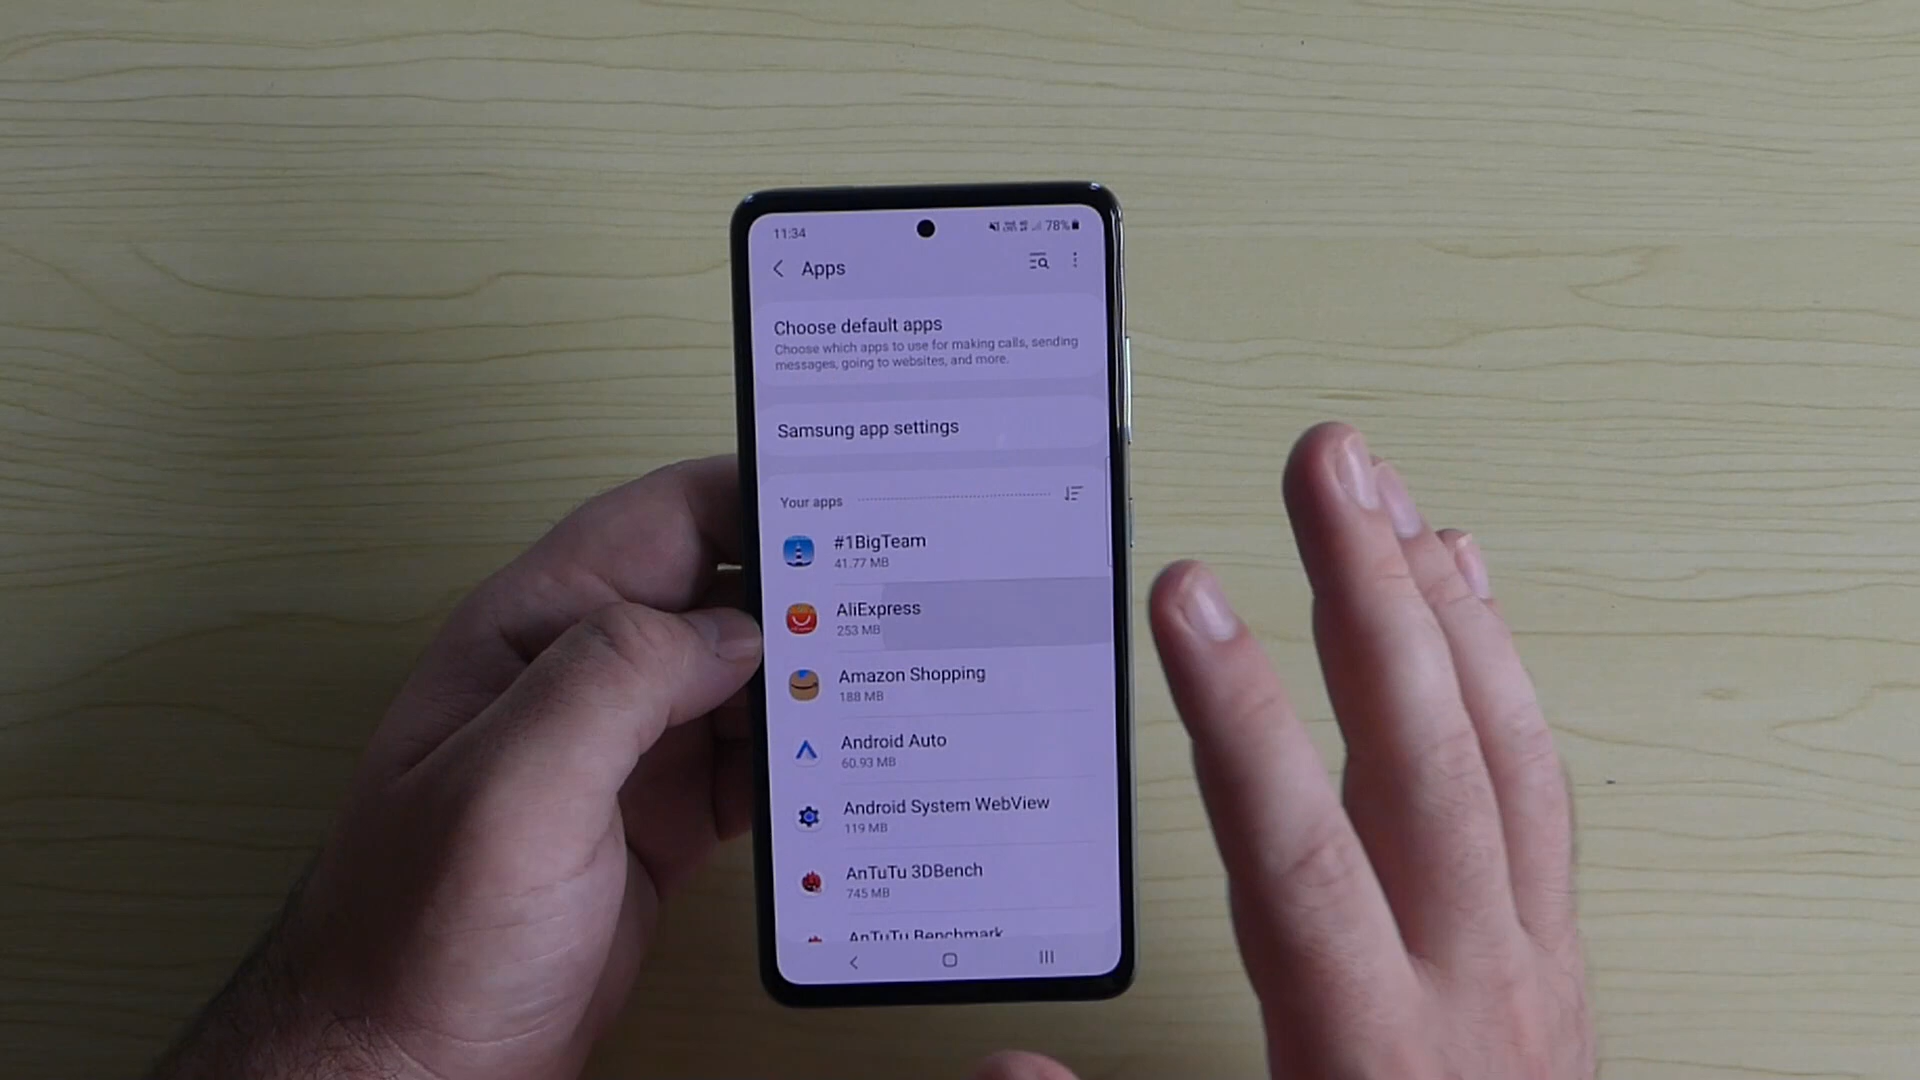 11:34
78%
Apps
Choose default apps
Choose which apps to use for making calls, sending
messages, going to websites, and more.
Samsung app settings
Your apps
#1BigTeam
41.77 MB
AliExpress
253 MB
Amazon Shopping
188 MB
Android Auto
60.93 MB
Android System WebView
119 MB
AnTuTu 3DBench
745 MB
AnTuTu Benchmark